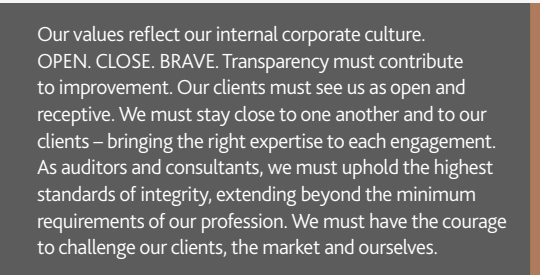 Our values reflect our internal corporate culture.
OPEN. CLOSE. BRAVE. Transparency must contribute
to improvement. Our clients must see us as open and
receptive. We must stay close to one another and to our
clients – bringing the right expertise to each engagement.
As auditors and consultants, we must uphold the highest
standards of integrity, extending beyond the minimum
requirements of our profession. We must have the courage
to challenge our clients, the market and ourselves.